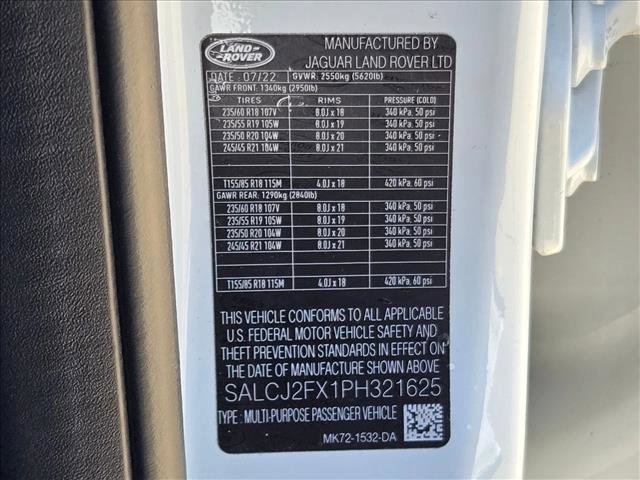 LAND-
ROVER
MANUFACTURED BY
JAGUAR LAND ROVER LTD
DATE : 07/22 GVWR: 2550kg (5620lb)
GAWR FRONT: 1340kg (2950lb)
TIRES RIMS PRESSURE (COLD)
235/60 R18 107V 8.0J x 18 340 kPa, 50 psi
235/55 R19 105W 8.0J x 19 340 kPa, 50 psi
235/50 R20 104W 8.0J x 20 340 kPa, 50 psi
245/45 R21 104W 8.0J x 21 340 kPa, 50 psi
T155/85 R18 115M 4.0J x 18 420 kPa, 60 psi
GAWR REAR: 1290kg (2840lb)
235/60 R18 107V 8.0J x 18 340 kPa, 50 psi
235/55 R19 105W 8.0J x 19 340 kPa, 50 psi
235/50 R20 104W 8.0J x 20 340 kPa, 50 psi
245/45 R21 104W 8.0J x 21 340 kPa, 50 psi
T155/85 R18 115M 4.0J x 18 420 kPa, 60 psi
THIS VEHICLE CONFORMS TO ALL APPLICABLE
U.S. FEDERAL MOTOR VEHICLE SAFETY AND
THEFT PREVENTION STANDARDS IN EFFECT
ON THE DATE OF MANUFACTURE SHOWN ABOVE
SALCJ2FX1PH321625
TYPE : MULTI-PURPOSE PASSENGER VEHICLE
MK72-1532-DA